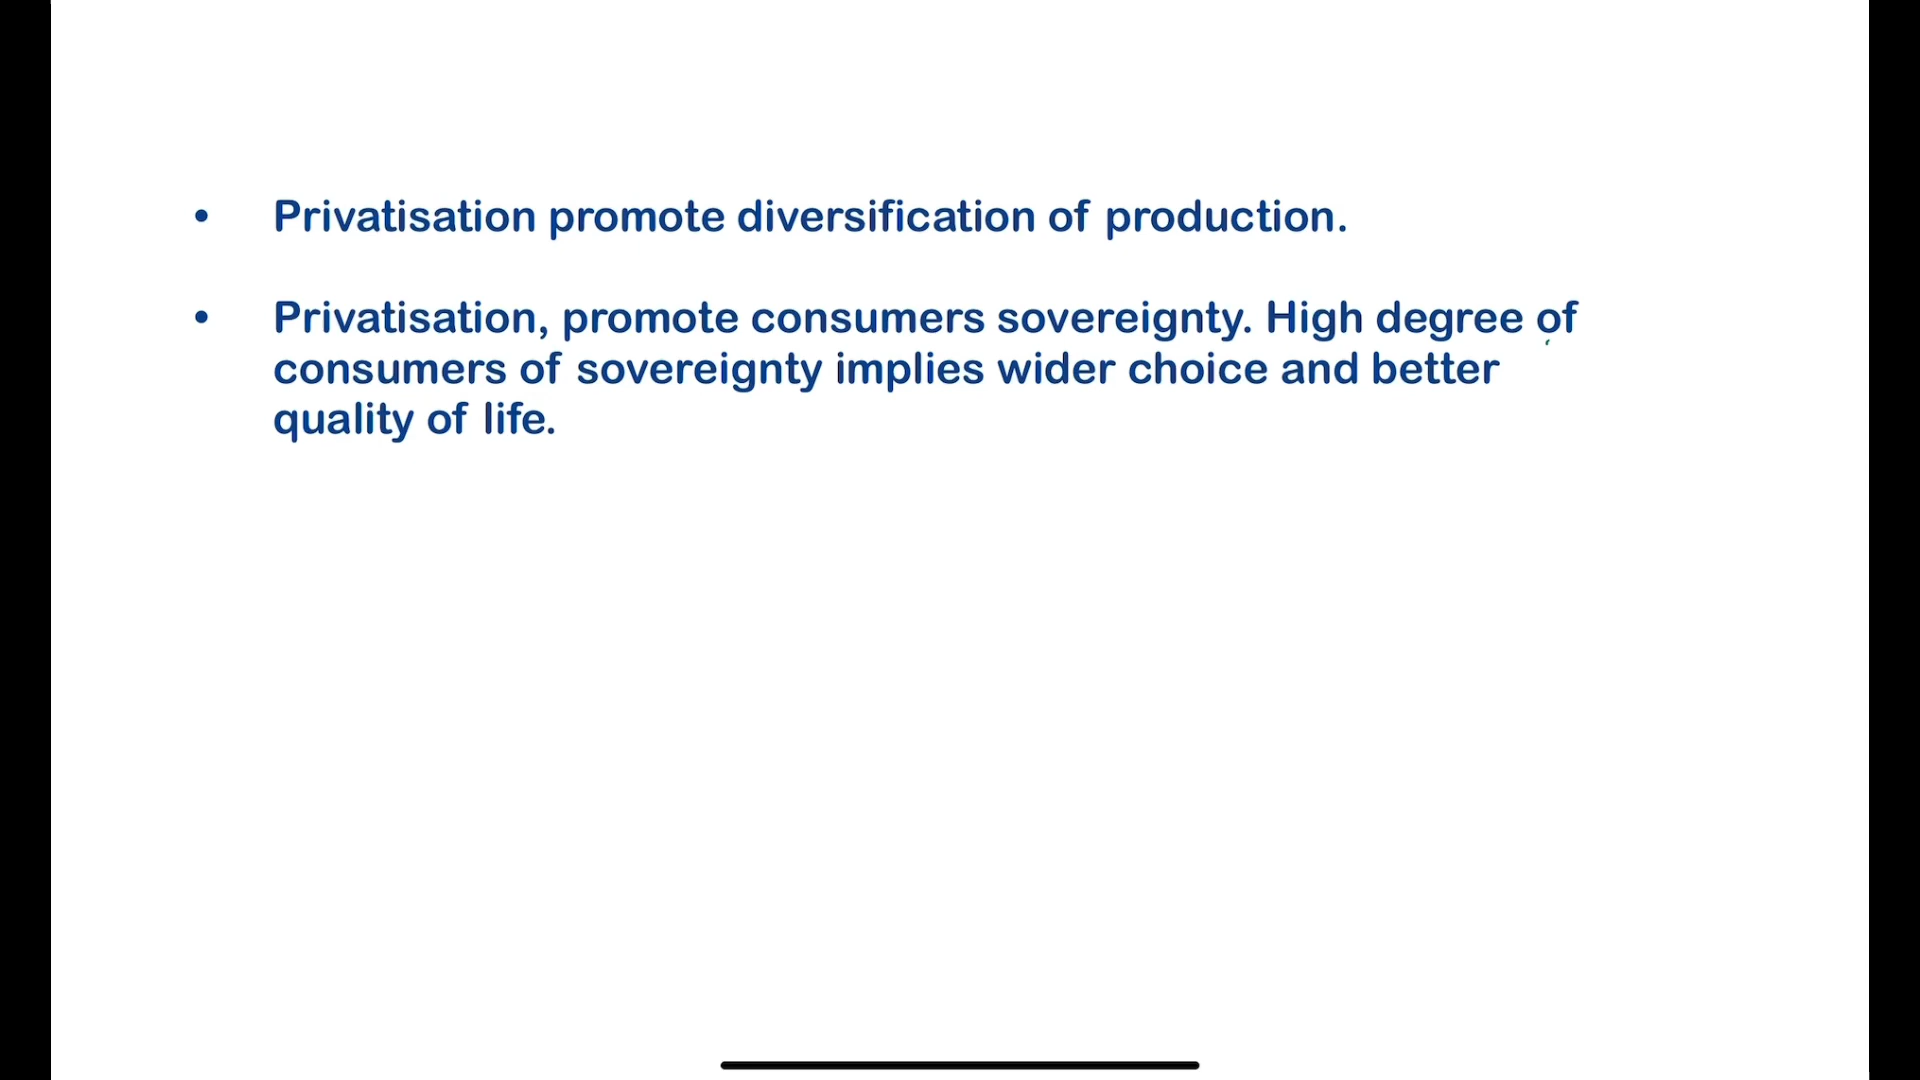 • Privatisation promote diversification of production.
• Privatisation, promote consumers sovereignty. High degree of
consumers of sovereignty implies wider choice and better
quality of life.